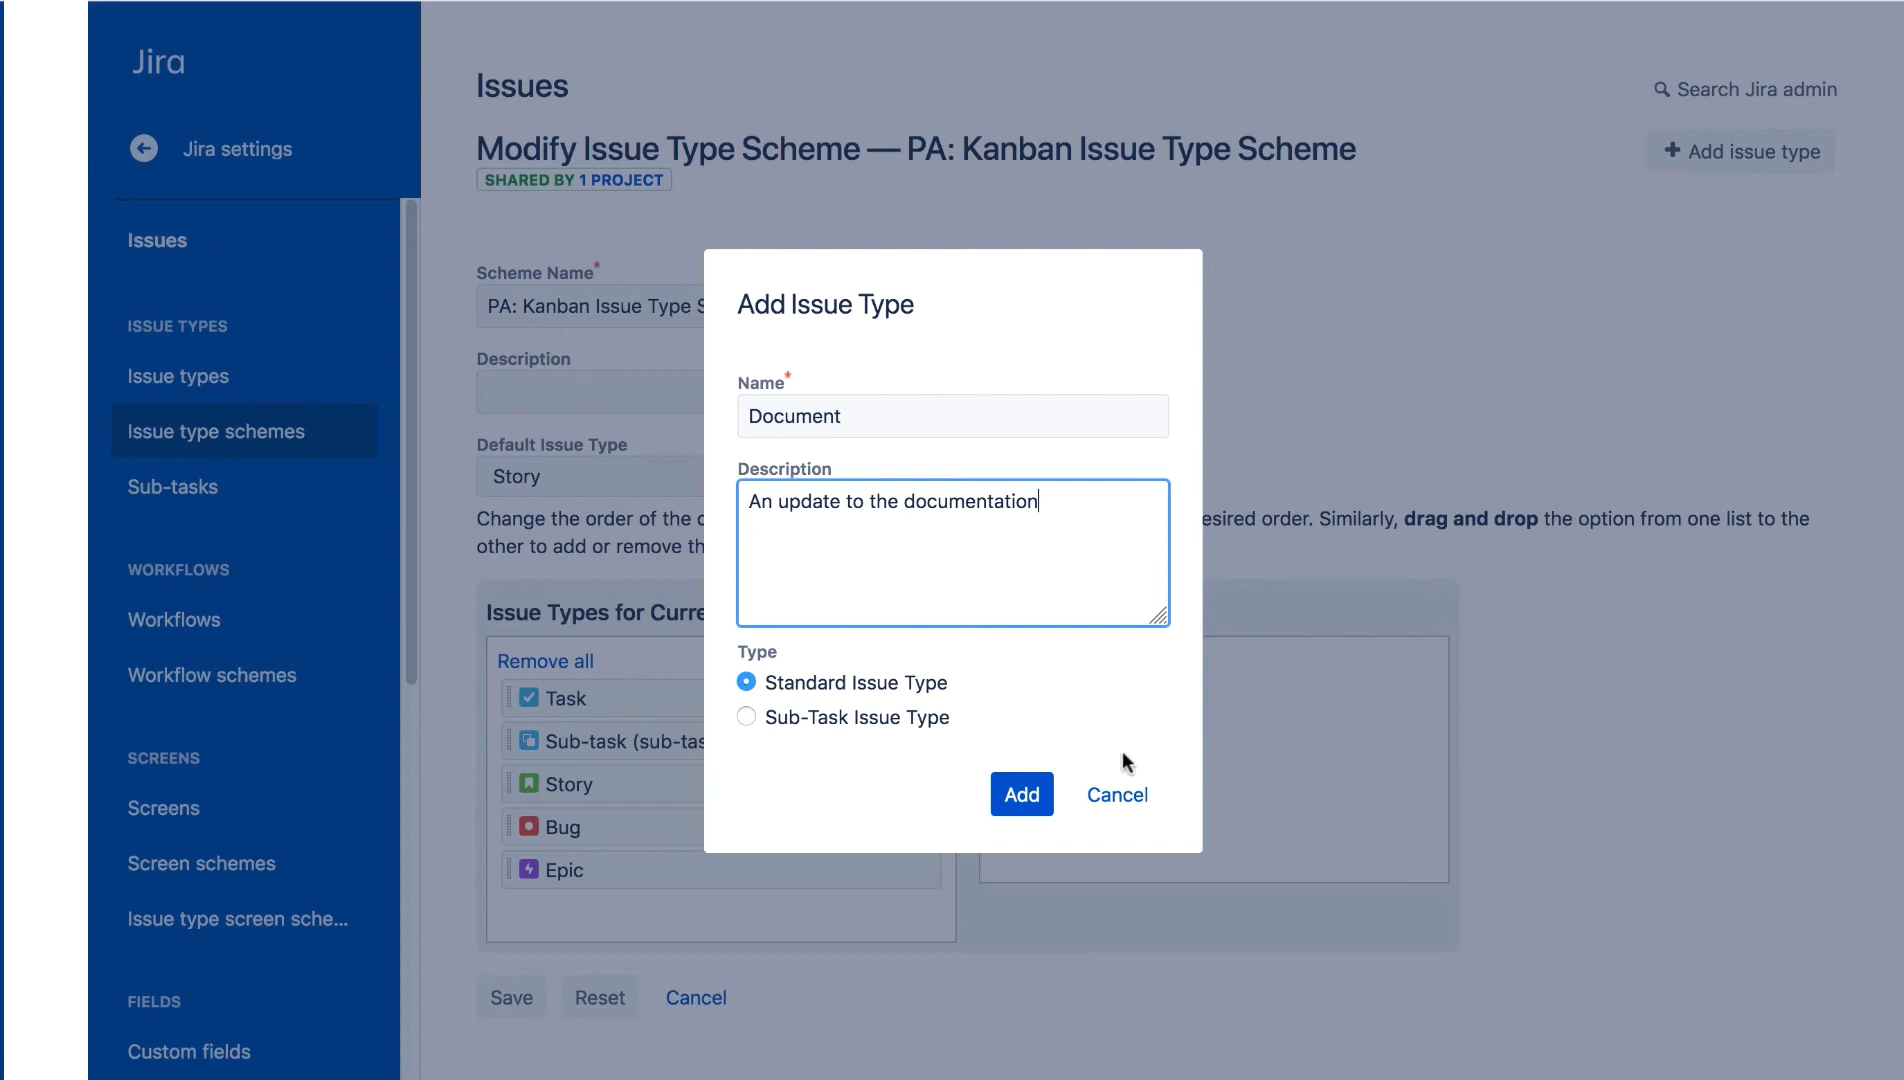 Jira
Jira settings
Issues
ISSUE TYPES
Issue types
Issue type schemes
Sub-tasks
WORKFLOWS
Workflows
Workflow schemes
SCREENS
Screens
Screen schemes
Issue type screen sche...
FIELDS
Custom fields
Issues
Search Jira admin
Modify Issue Type Scheme — PA: Kanban Issue Type Scheme
Add issue type
SHARED BY 1 PROJECT
Scheme Name*
PA: Kanban Issue Type S
Description
Default Issue Type
Story
Change the order of the
esired order. Similarly, drag and drop the option from one list to the
other to add or remove th
Issue Types for Curre
Remove all
Task
Sub-task (sub-tas
Story
Bug
Epic
Save
Reset
Cancel
Add Issue Type
Name*
Document
Description
An update to the documentation
Type
Standard Issue Type
Sub-Task Issue Type
Add
Cancel